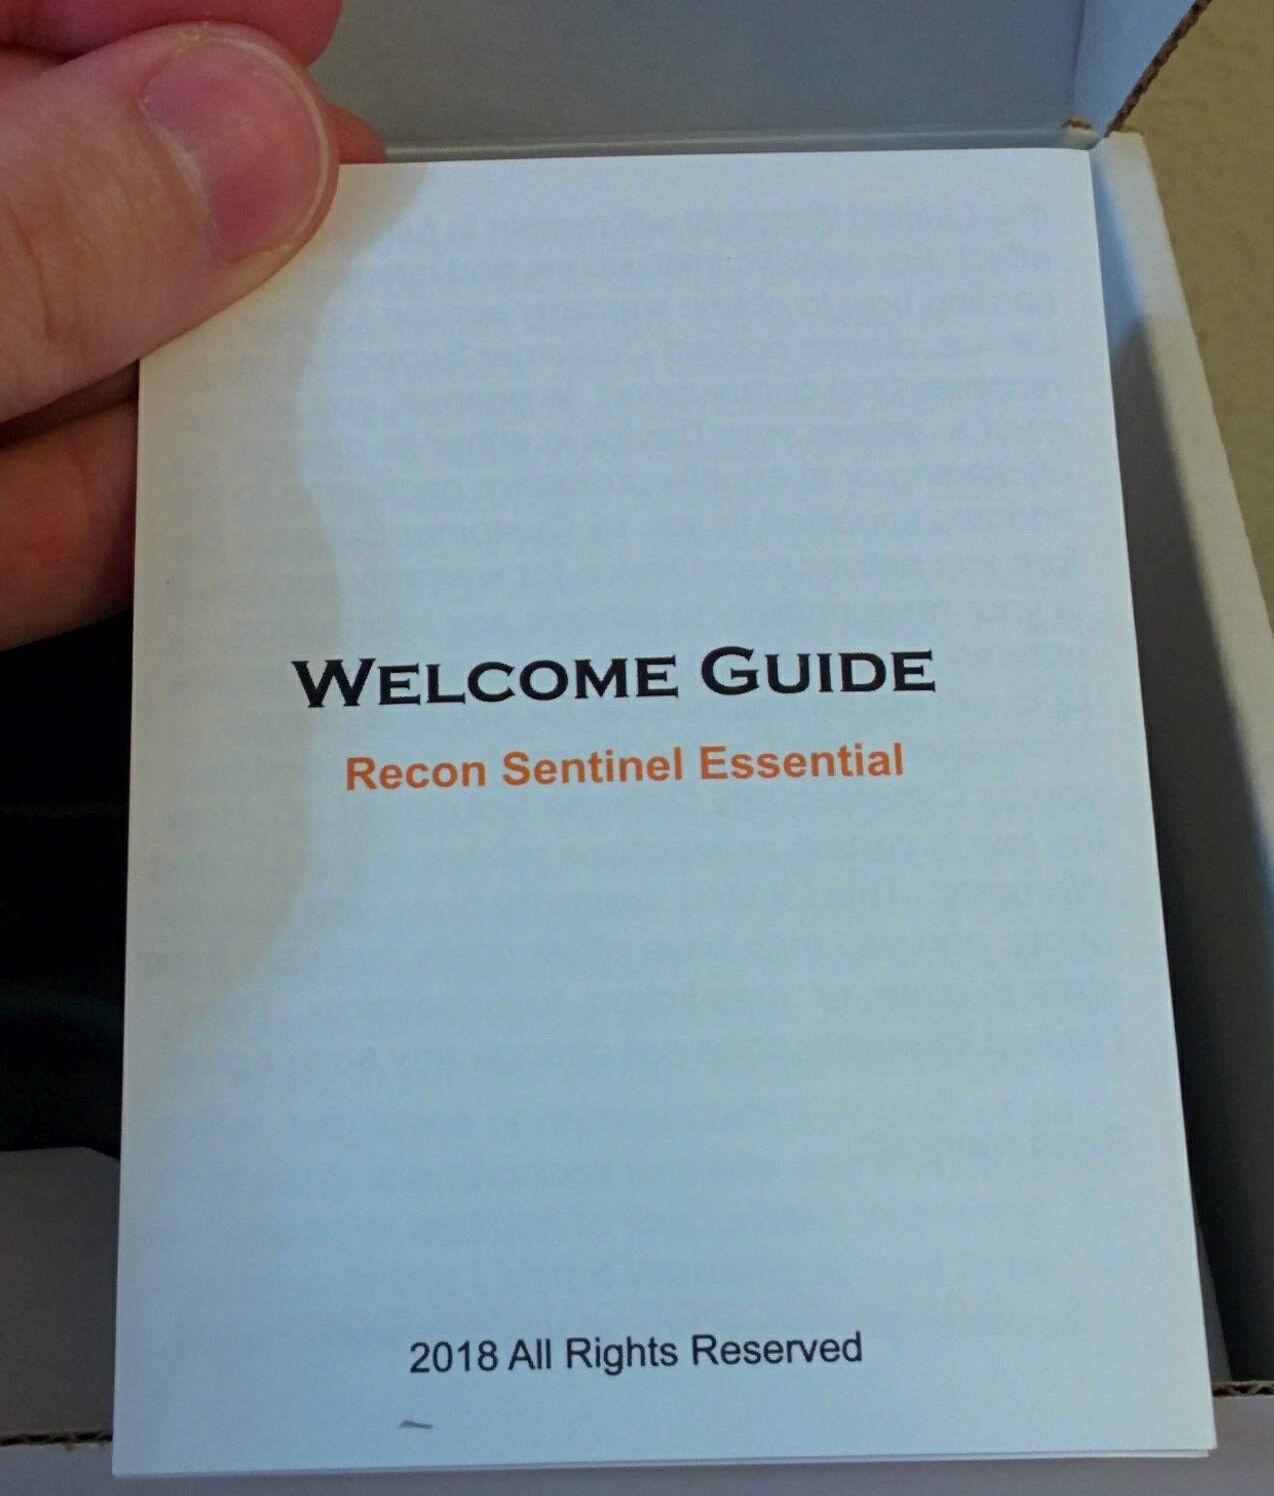 WELCOME GUIDE
Recon Sentinel Essential
2018 All Rights Reserved